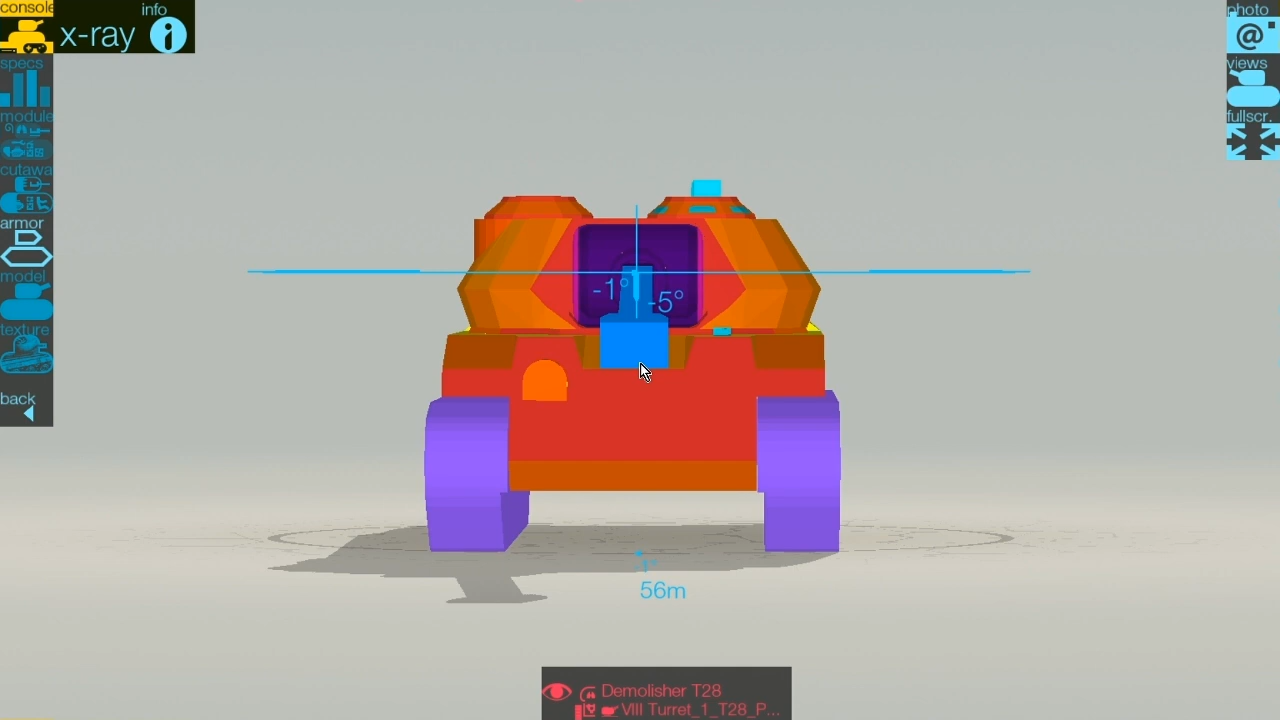 console
info
x-ray
i
specs
module
cutawa
armor
model
texture
back
photo
@
views
fullscr.
-1°
-5°
-1°
56m
Demolisher T28
VIII Turret_1_T28_P...